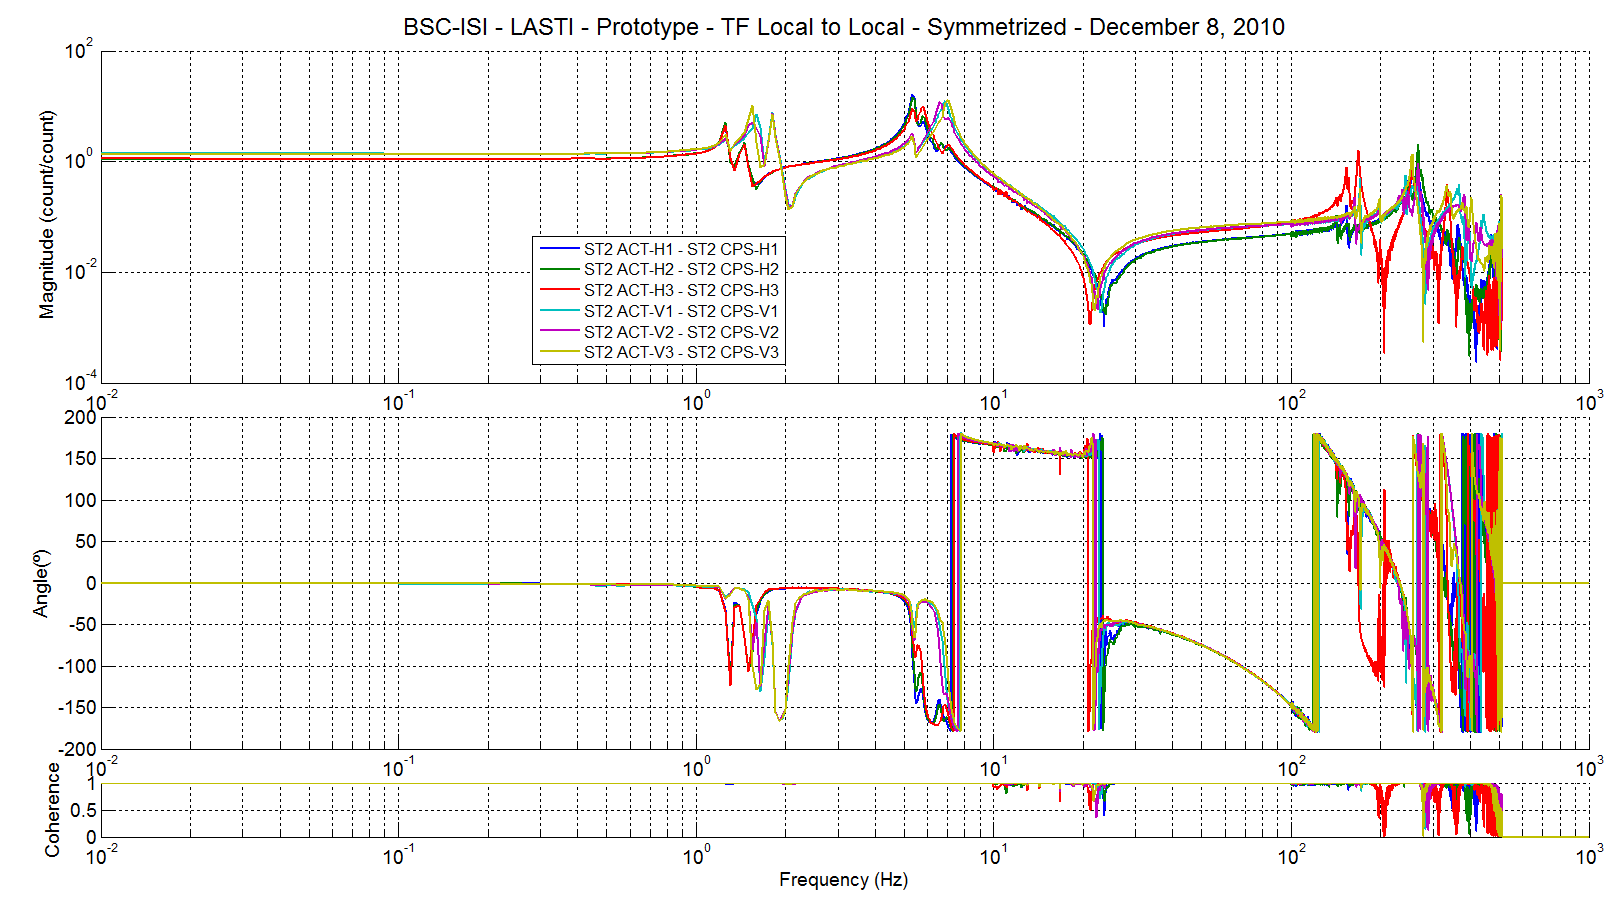 BSC-ISI - LASTI - Prototype - TF Local to Local - Symmetrized - December 8, 2010
Magnitude (count/count)
10^2
10^0
10^-2
10^-4
ST2 ACT-H1 - ST2 CPS-H1
ST2 ACT-H2 - ST2 CPS-H2
ST2 ACT-H3 - ST2 CPS-H3
ST2 ACT-V1 - ST2 CPS-V1
ST2 ACT-V2 - ST2 CPS-V2
ST2 ACT-V3 - ST2 CPS-V3
10^-2 10^-1 10^0 10^1 10^2 10^3
Angle(º)
200
150
100
50
0
-50
-100
-150
-200
10^-2 10^-1 10^0 10^1 10^2 10^3
Coherence
1
0.5
0
10^-2 10^-1 10^0 10^1 10^2 10^3
Frequency (Hz)